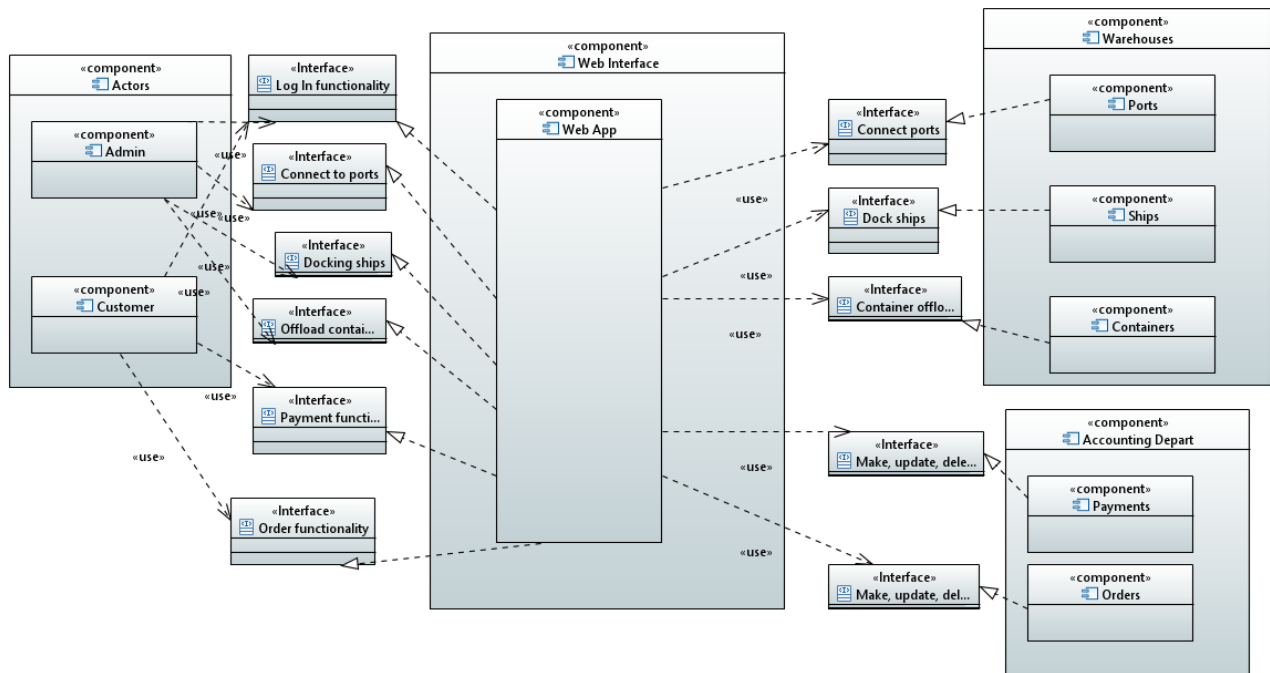 «component»
Actors
«component»
Admin
«component»
Customer
«Interface»
Log In functionality
«Interface»
Connect to ports
«Interface»
Docking ships
«Interface»
Offload contai...
«Interface»
Payment functi...
«Interface»
Order functionality
«use»
«use»
«use»
«use»
«use»
«use»
«use»
«component»
Web Interface
«component»
Web App
«use»
«use»
«use»
«use»
«use»
«Interface»
Connect ports
«Interface»
Dock ships
«Interface»
Container offlo...
«Interface»
Make, update, dele...
«Interface»
Make, update, del...
«component»
Warehouses
«component»
Ports
«component»
Ships
«component»
Containers
«component»
Accounting Depart
«component»
Payments
«component»
Orders